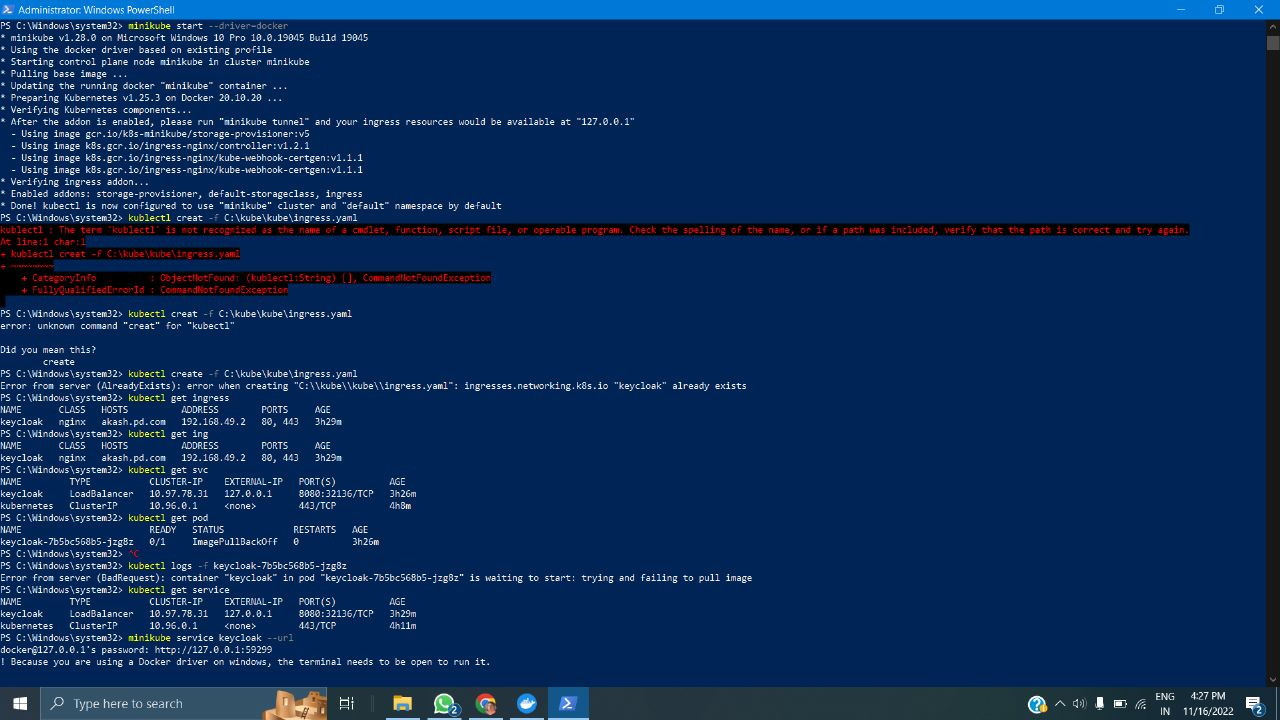 Administrator: Windows PowerShell
PS C:\Windows\system32> minikube start --driver=docker
* minikube v1.28.0 on Microsoft Windows 10 Pro 10.0.19045 Build 19045
* Using the docker driver based on existing profile
* Starting control plane node minikube in cluster minikube
* Pulling base image ...
* Updating the running docker "minikube" container ...
* Preparing Kubernetes v1.25.3 on Docker 20.10.20 ...
* Verifying Kubernetes components...
* After the addon is enabled, please run "minikube tunnel" and your ingress resources would be available at "127.0.0.1"
  - Using image gcr.io/k8s-minikube/storage-provisioner:v5
  - Using image k8s.gcr.io/ingress-nginx/controller:v1.2.1
  - Using image k8s.gcr.io/ingress-nginx/kube-webhook-certgen:v1.1.1
  - Using image k8s.gcr.io/ingress-nginx/kube-webhook-certgen:v1.1.1
* Verifying ingress addon...
* Enabled addons: storage-provisioner, default-storageclass, ingress
* Done! kubectl is now configured to use "minikube" cluster and "default" namespace by default
PS C:\Windows\system32> kublectl creat -f C:\kube\kube\ingress.yaml
kublectl : The term 'kublectl' is not recognized as the name of a cmdlet, function, script file, or operable program. Check the spelling of the name, or if a path was included, verify that the path is correct and try again.
At line:1 char:1
+ kublectl creat -f C:\kube\kube\ingress.yaml
+ ~~~~~~~~
    + CategoryInfo          : ObjectNotFound: (kublectl:String) [], CommandNotFoundException
    + FullyQualifiedErrorId : CommandNotFoundException
PS C:\Windows\system32> kubectl creat -f C:\kube\kube\ingress.yaml
error: unknown command "creat" for "kubectl"
Did you mean this?
        create
PS C:\Windows\system32> kubectl create -f C:\kube\kube\ingress.yaml
Error from server (AlreadyExists): error when creating "C:\\kube\\kube\\ingress.yaml": ingresses.networking.k8s.io "keycloak" already exists
PS C:\Windows\system32> kubectl get ingress
NAME       CLASS   HOSTS          ADDRESS        PORTS     AGE
keycloak   nginx   akash.pd.com   192.168.49.2   80, 443   3h29m
PS C:\Windows\system32> kubectl get ing
NAME       CLASS   HOSTS          ADDRESS        PORTS     AGE
keycloak   nginx   akash.pd.com   192.168.49.2   80, 443   3h29m
PS C:\Windows\system32> kubectl get svc
NAME         TYPE           CLUSTER-IP    EXTERNAL-IP   PORT(S)          AGE
keycloak     LoadBalancer   10.97.78.31   127.0.0.1     8080:32136/TCP   3h26m
kubernetes   ClusterIP      10.96.0.1     <none>        443/TCP          4h8m
PS C:\Windows\system32> kubectl get pod
NAME                        READY   STATUS             RESTARTS   AGE
keycloak-7b5bc568b5-jzg8z   0/1     ImagePullBackOff   0          3h26m
PS C:\Windows\system32> ^C
PS C:\Windows\system32> kubectl logs -f keycloak-7b5bc568b5-jzg8z
Error from server (BadRequest): container "keycloak" in pod "keycloak-7b5bc568b5-jzg8z" is waiting to start: trying and failing to pull image
PS C:\Windows\system32> kubectl get service
NAME         TYPE           CLUSTER-IP    EXTERNAL-IP   PORT(S)          AGE
keycloak     LoadBalancer   10.97.78.31   127.0.0.1     8080:32136/TCP   3h29m
kubernetes   ClusterIP      10.96.0.1     <none>        443/TCP          4h11m
PS C:\Windows\system32> minikube service keycloak --url
docker@127.0.0.1's password: http://127.0.0.1:59299
! Because you are using a Docker driver on windows, the terminal needs to be open to run it.
Type here to search
2
ENG
IN
4:27 PM
11/16/2022
2